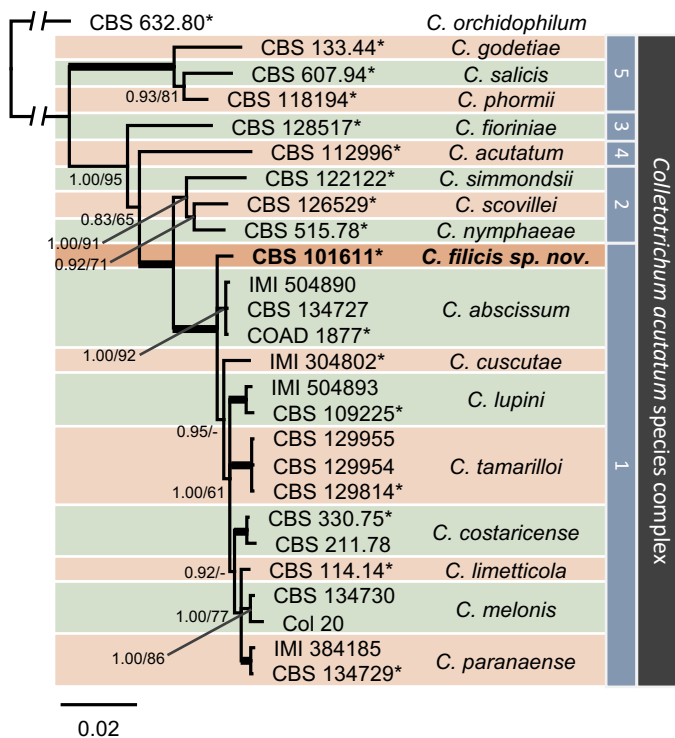 CBS 632.80* C. orchidophilum
CBS 133.44* C. godetiae
CBS 607.94* C. salicis
0.93/81
CBS 118194* C. phormii
5
CBS 128517* C. fioriniae
3
1.00/95
CBS 112996* C. acutatum
4
CBS 122122* C. simmondsii
0.83/65
CBS 126529* C. scovillei
2
1.00/91
CBS 515.78* C. nymphaeae
0.92/71
CBS 101611* C. filicis sp. nov.
IMI 504890
CBS 134727 C. abscissum
COAD 1877*
1.00/92
IMI 304802* C. cuscutae
IMI 504893
C. lupini
CBS 109225*
0.95/-
CBS 129955
CBS 129954 C. tamarilloi
CBS 129814*
1.00/61
1
CBS 330.75*
C. costaricense
CBS 211.78
0.92/-
CBS 114.14* C. limetticola
CBS 134730
C. melonis
1.00/77
Col 20
IMI 384185
C. paranaense
1.00/86
CBS 134729*
Colletotrichum acutatum species complex
0.02